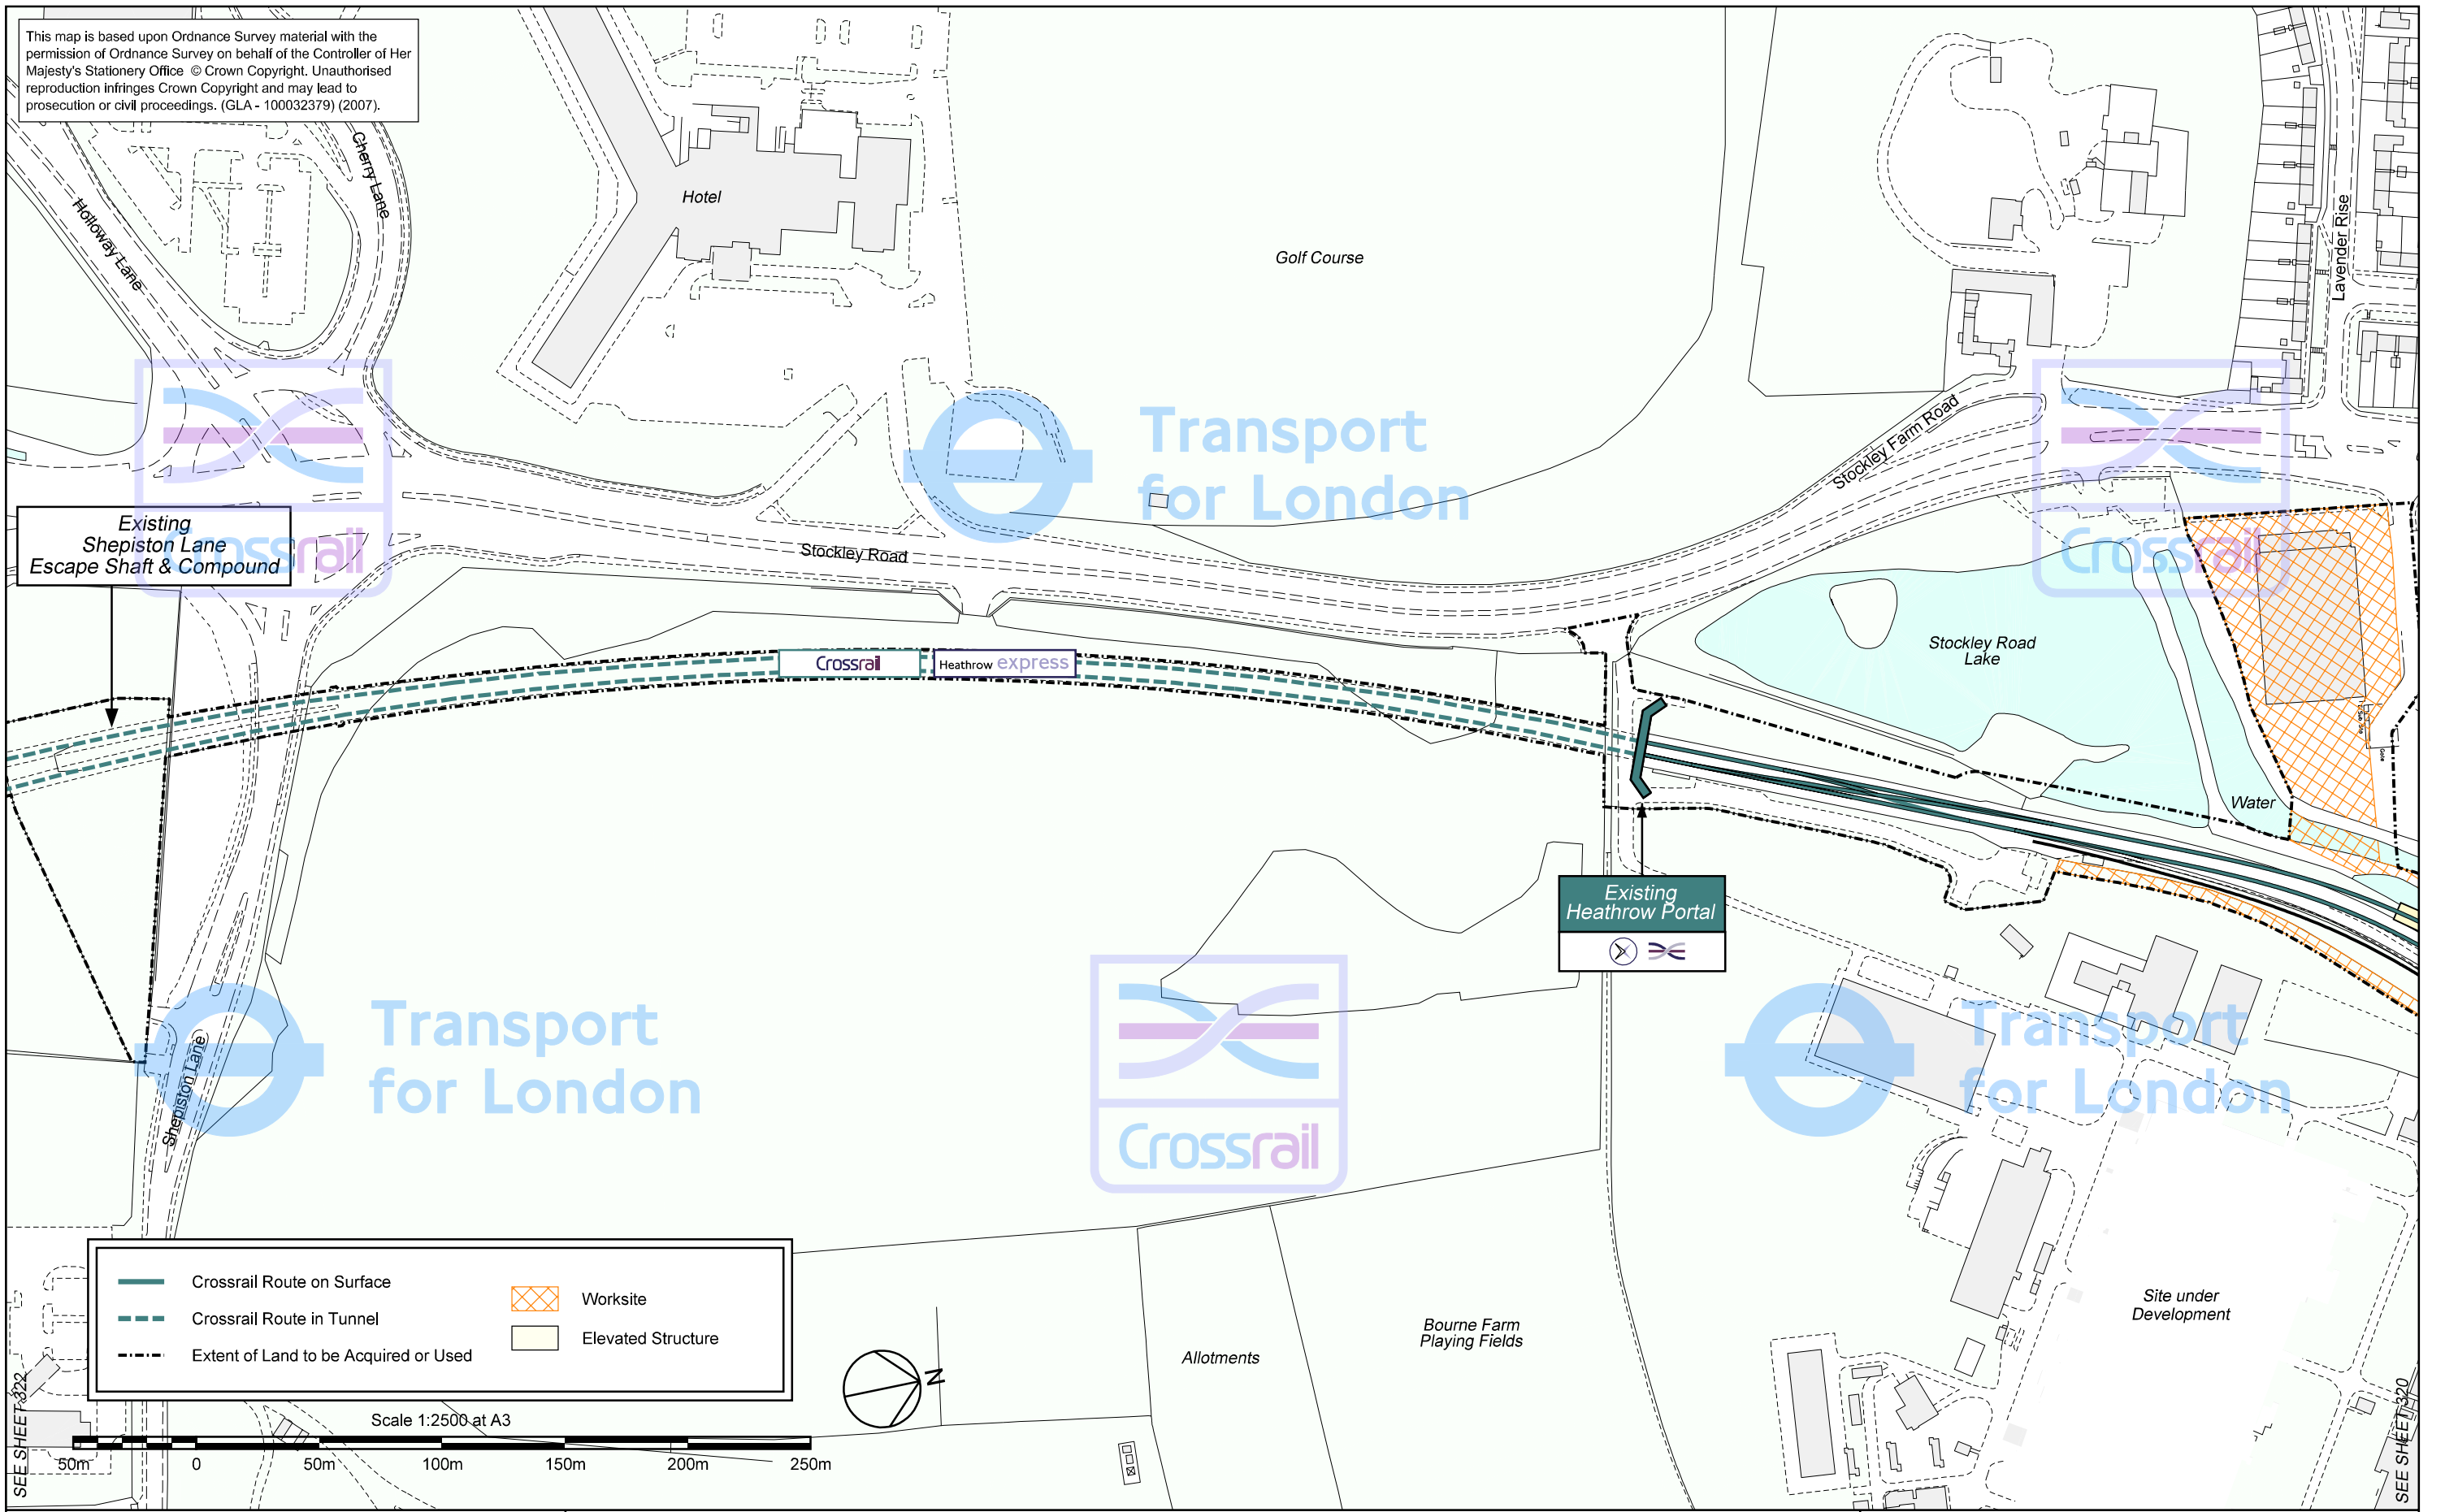 This map is based upon Ordnance Survey material with the
permission of Ordnance Survey on behalf of the Controller of Her
Majesty's Stationery Office © Crown Copyright. Unauthorised
reproduction infringes Crown Copyright and may lead to
prosecution or civil proceedings. (GLA - 100032379) (2007).
Cherry Lane
Holloway Lane
Hotel
Golf Course
Lavender Rise
Stockley Farm Road
Transport
for London
Crossrail
Crossrail
Existing
Shepiston Lane
Escape Shaft & Compound
Stockley Road
Stockley Road
Lake
Crossrail
Heathrow express
Water
El Sub Sta
Existing
Heathrow Portal
Transport
for London
Crossrail
Transport
for London
Shepiston Lane
Crossrail Route on Surface
Crossrail Route in Tunnel
Extent of Land to be Acquired or Used
Worksite
Elevated Structure
N
Allotments
Bourne Farm
Playing Fields
Site under
Development
SEE SHEET 322
SEE SHEET 320
Scale 1:2500 at A3
50m 0 50m 100m 150m 200m 250m